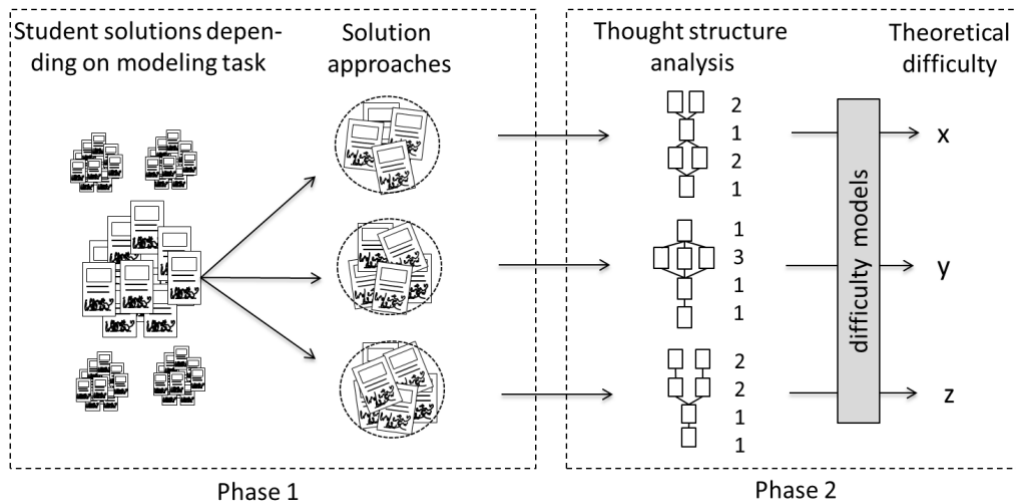 Student solutions depen-
ding on modeling task
Solution
approaches
Thought structure
analysis
Theoretical
difficulty
2
1
2
1
x
1
3
1
1
y
2
2
1
1
z
difficulty models
Phase 1
Phase 2